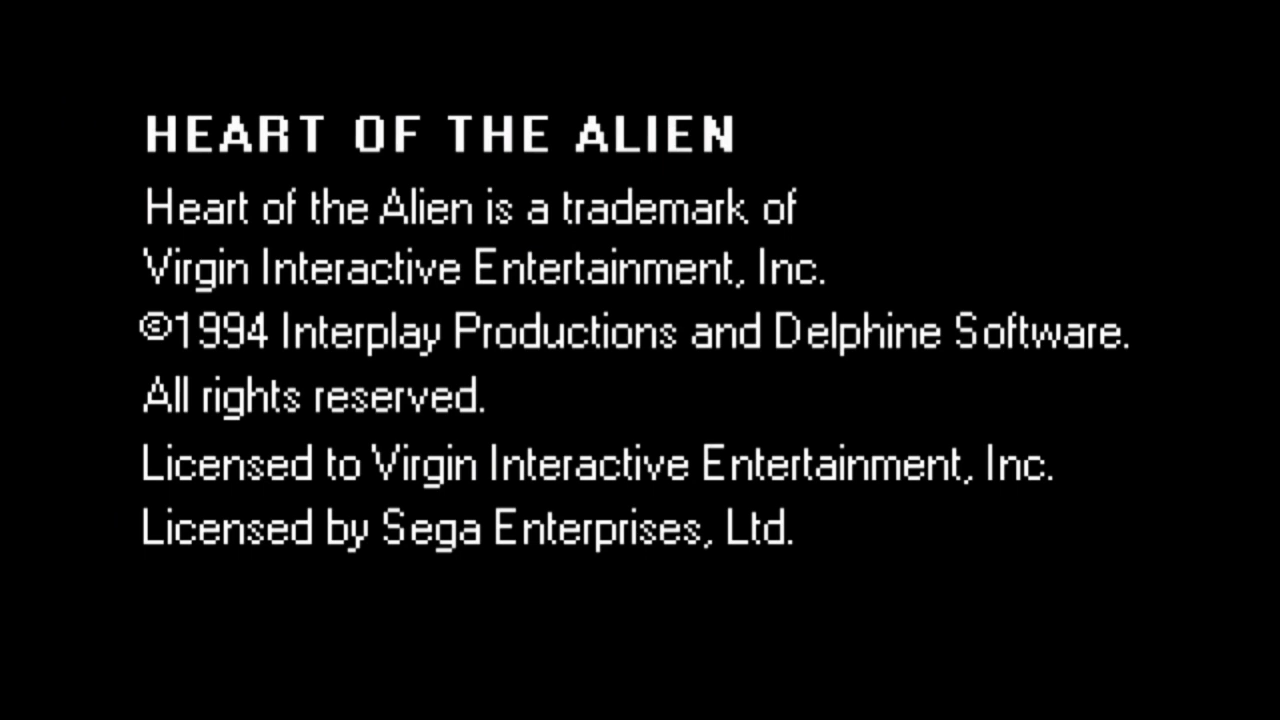 HEART OF THE ALIEN
Heart of the Alien is a trademark of
Virgin Interactive Entertainment, Inc.
©1994 Interplay Productions and Delphine Software.
All rights reserved.
Licensed to Virgin Interactive Entertainment, Inc.
Licensed by Sega Enterprises, Ltd.